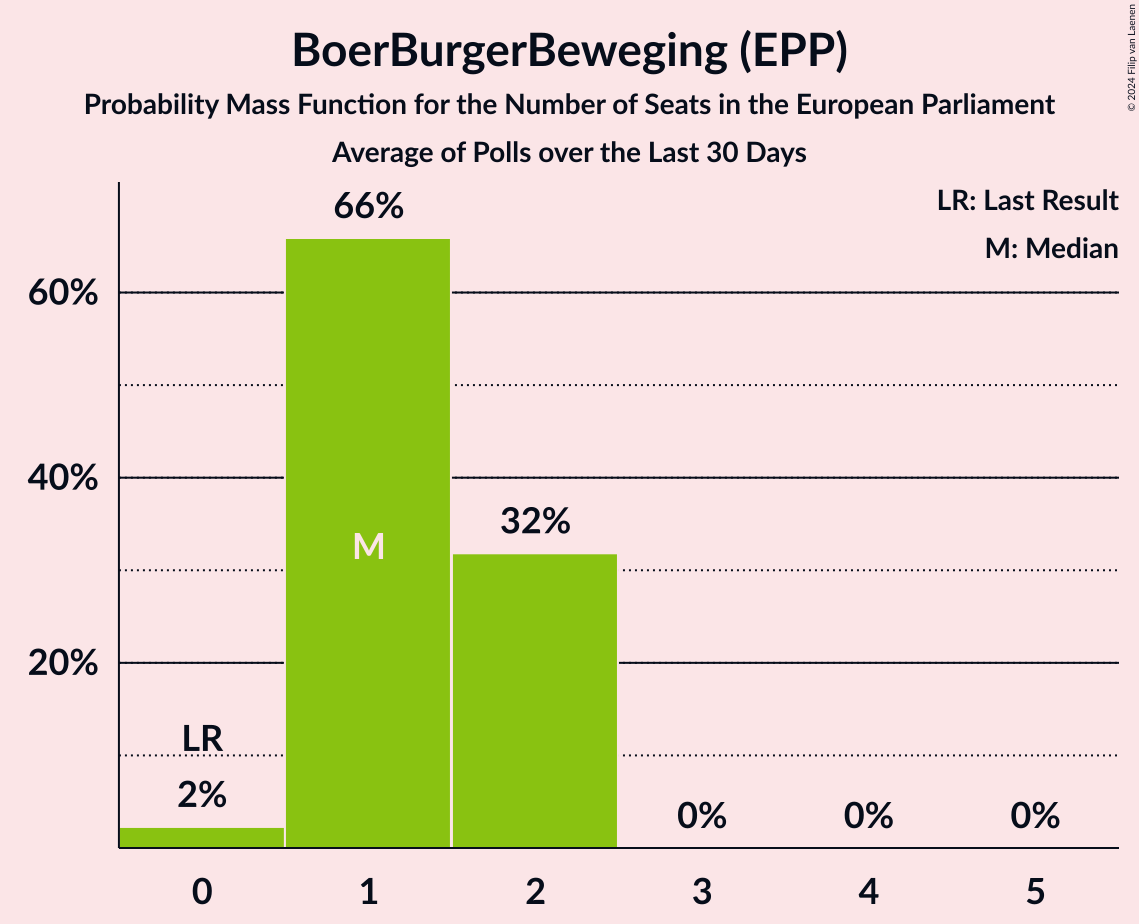 BoerBurgerBeweging (EPP)
Probability Mass Function for the Number of Seats in the European Parliament
Average of Polls over the Last 30 Days
© 2024 Filip van Laenen
LR: Last Result
M: Median
66%
60%
40%
32%
M
20%
LR
2%
0%
0%
0%
0
1
2
3
4
5